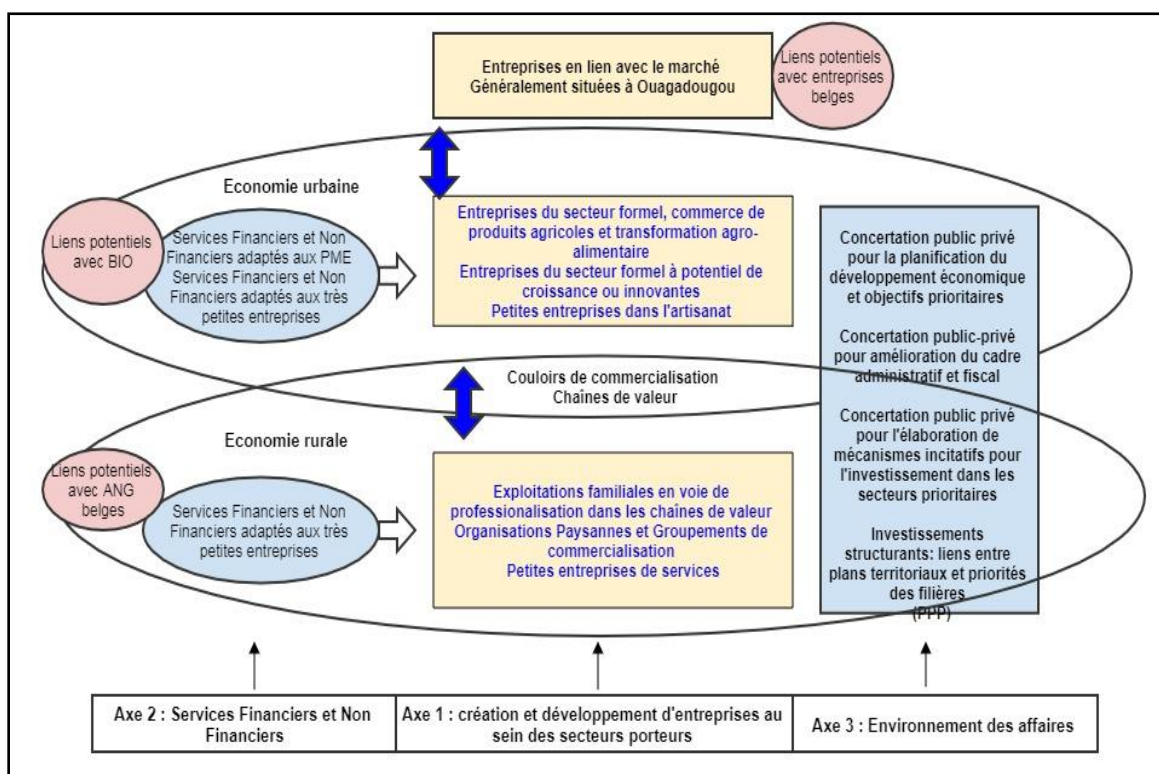 Entreprises en lien avec le marché
Généralement situées à Ouagadougou
Liens potentiels
avec entreprises
belges
Economie urbaine
Liens potentiels
avec BIO
Services Financiers et Non
Financiers adaptés aux PME
Services Financiers et Non
Financiers adaptés aux très
petites entreprises
Entreprises du secteur formel, commerce de
produits agricoles et transformation agro-
alimentaire
Entreprises du secteur formel à potentiel de
croissance ou innovantes
Petites entreprises dans l'artisanat
Concertation public privé
pour la planification du
développement économique
et objectifs prioritaires
Concertation public-privé
pour amélioration du cadre
administratif et fiscal
Concertation public privé
pour l'élaboration de
mécanismes incitatifs pour
l'investissement dans les
secteurs prioritaires
Investissements
structurants: liens entre
plans territoriaux et priorités
des filières
(PPP)
Couloirs de commercialisation
Chaînes de valeur
Economie rurale
Liens potentiels
avec ANG
belges
Services Financiers et Non
Financiers adaptés aux très
petites entreprises
Exploitations familiales en voie de
professionalisation dans les chaînes de valeur
Organisations Paysannes et Groupements de
commercialisation
Petites entreprises de services
Axe 2 : Services Financiers et Non
Financiers
Axe 1 : création et développement d'entreprises au
sein des secteurs porteurs
Axe 3 : Environnement des affaires